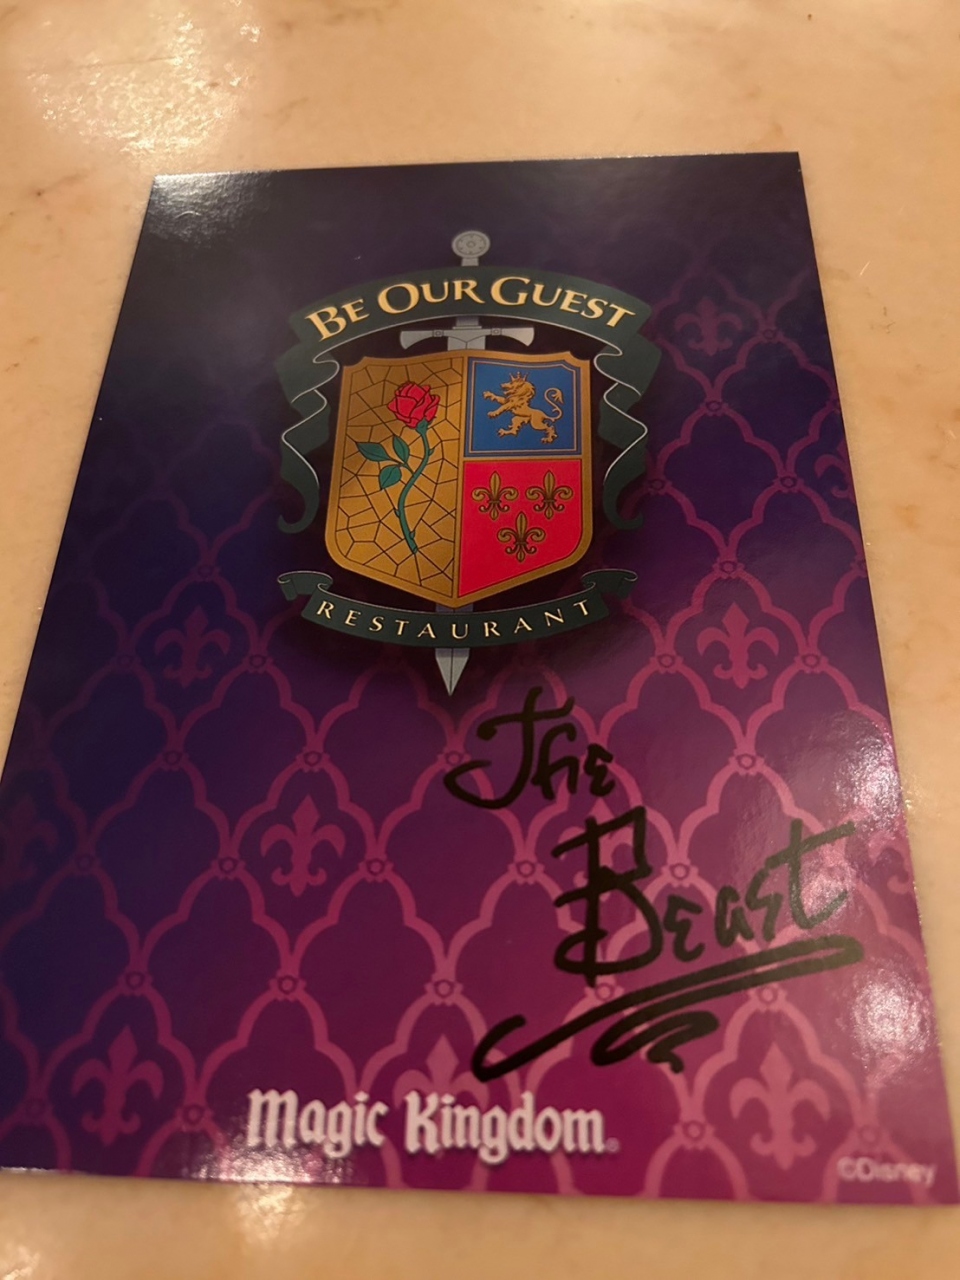 BE OUR GUEST
RESTAURANT
The
Beast
Magic Kingdom®
©Disney